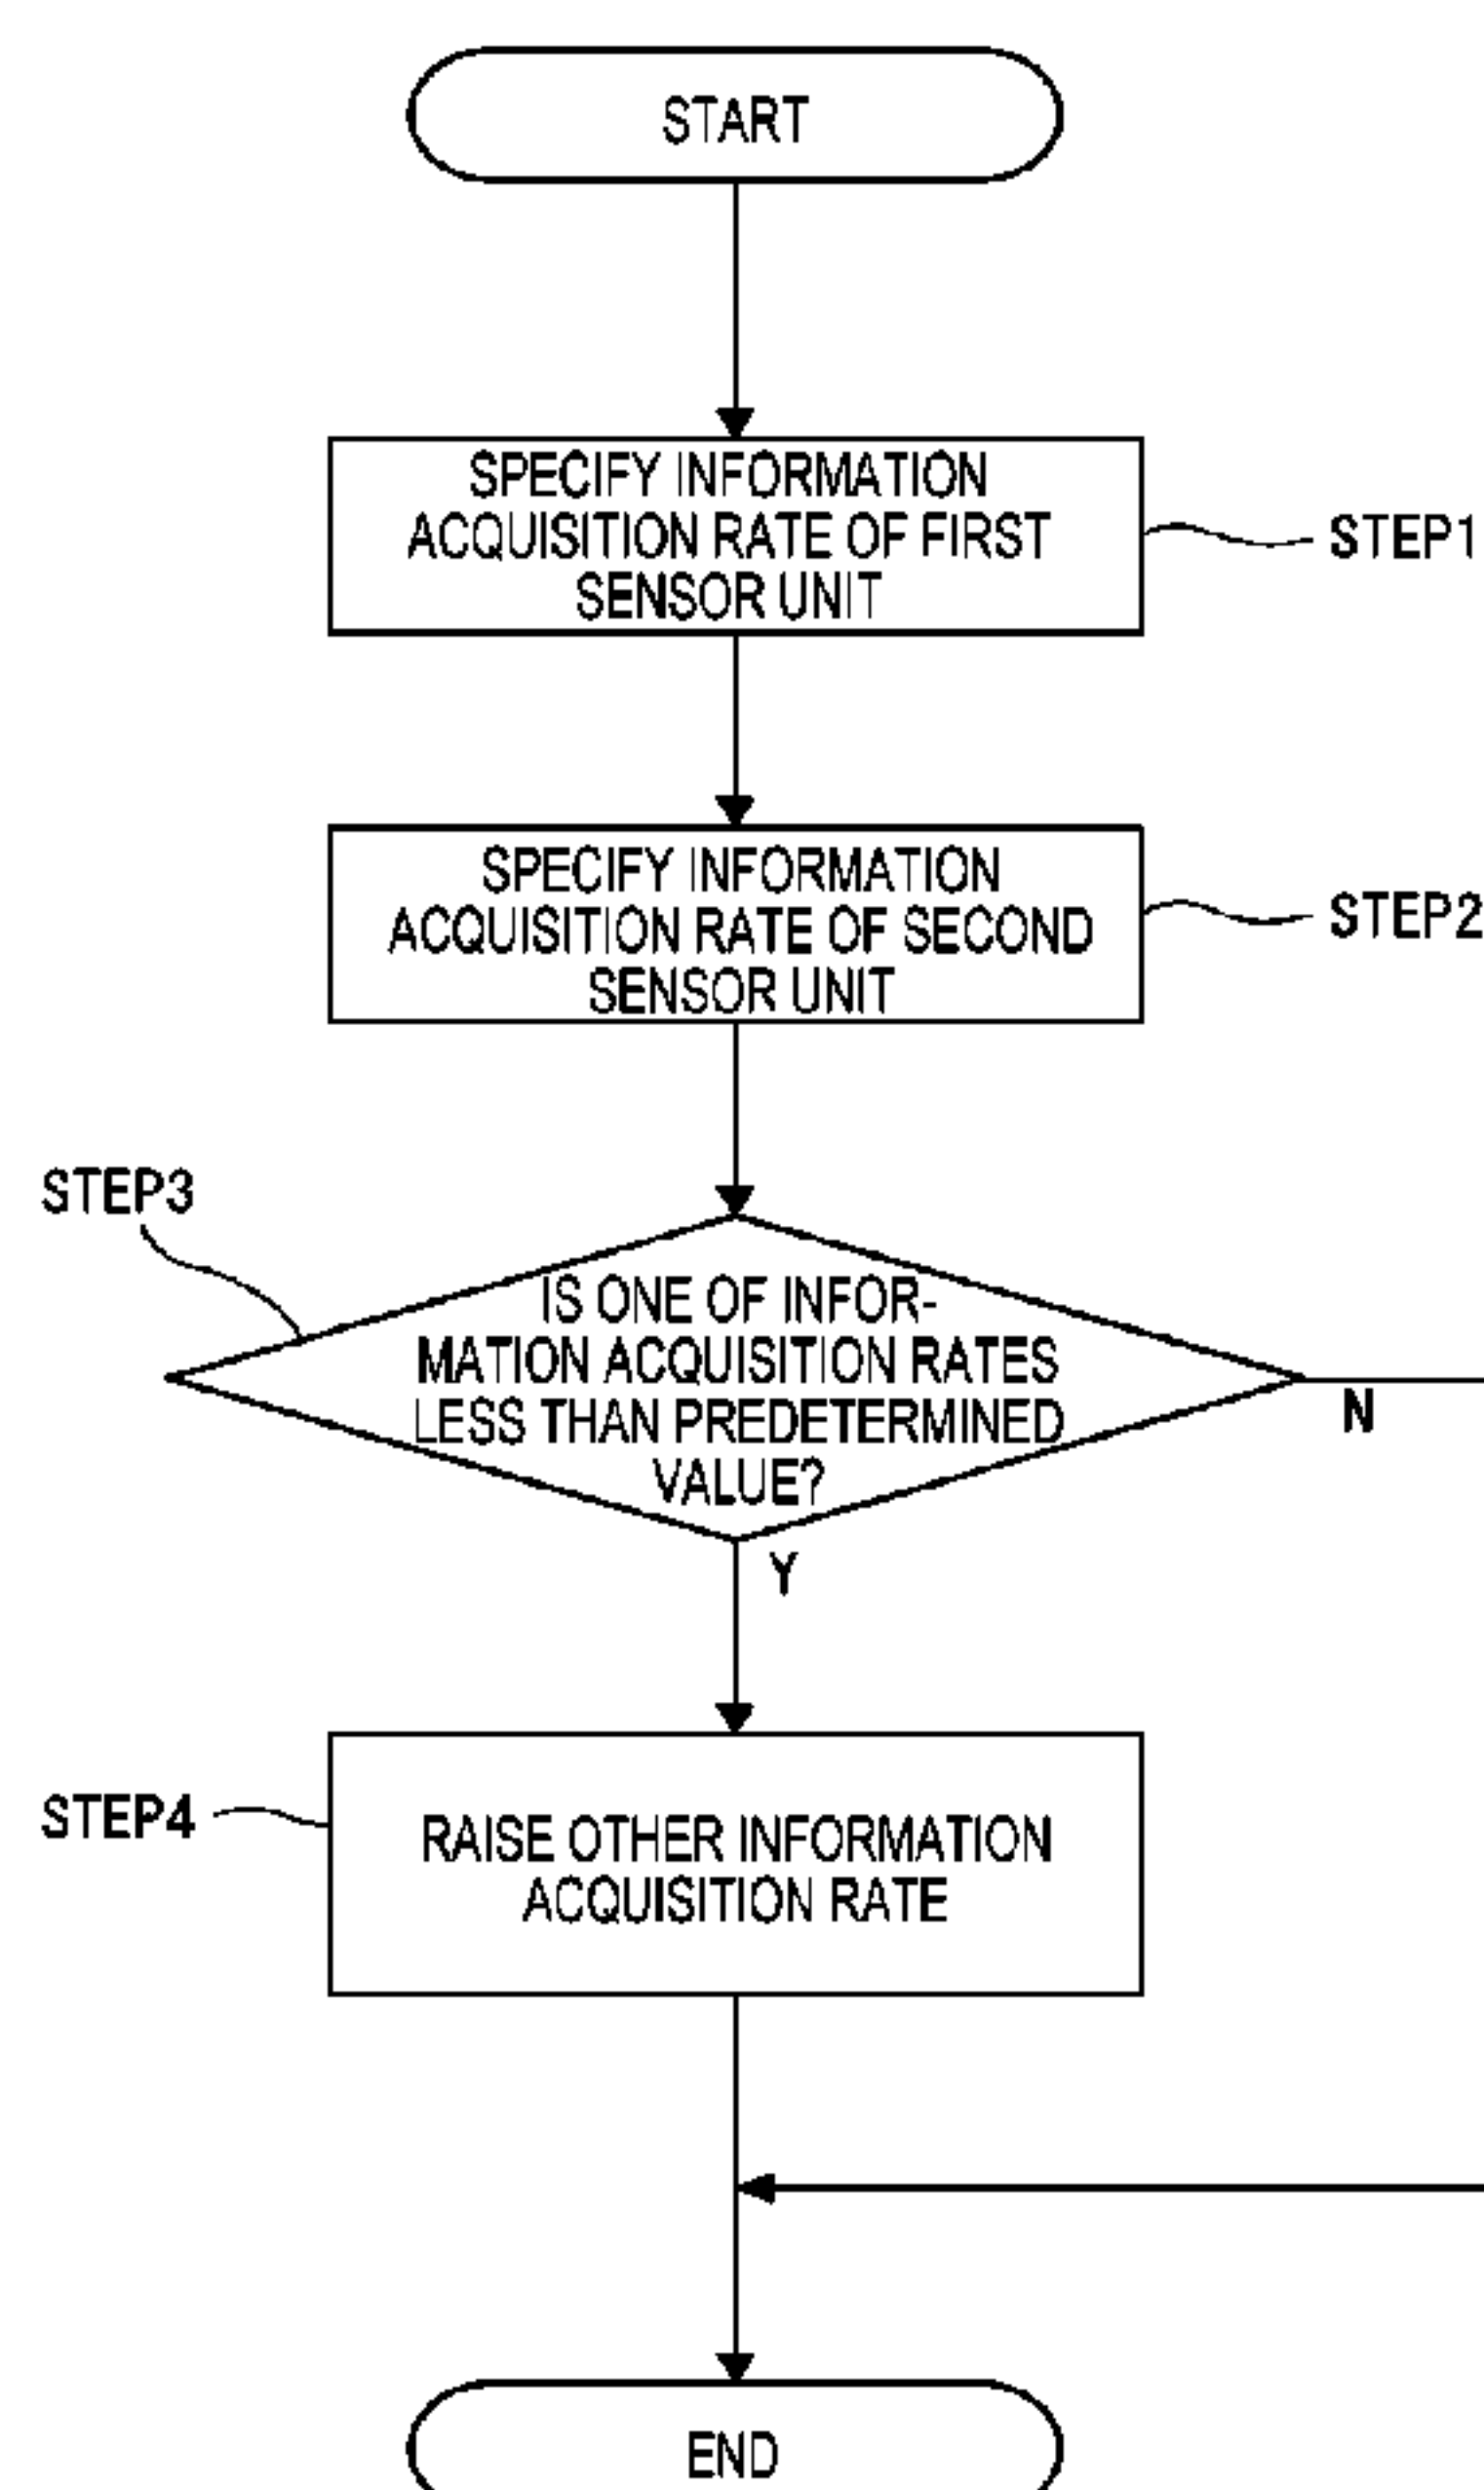 START
SPECIFY INFORMATION
ACQUISITION RATE OF FIRST
SENSOR UNIT
STEP1
SPECIFY INFORMATION
ACQUISITION RATE OF SECOND
SENSOR UNIT
STEP2
STEP3
IS ONE OF INFOR-
MATION ACQUISITION RATES
LESS THAN PREDETERMINED
VALUE?
N
Y
STEP4
RAISE OTHER INFORMATION
ACQUISITION RATE
END